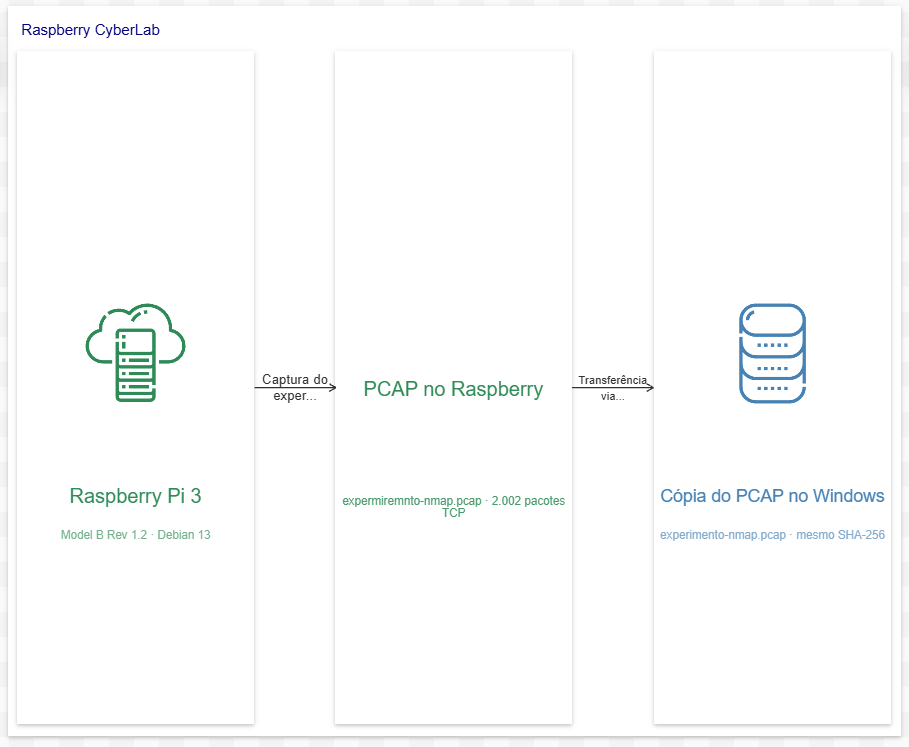 Raspberry CyberLab
Captura do
exper...
PCAP no Raspberry
Transferência
via...
Raspberry Pi 3
Model B Rev 1.2 · Debian 13
expermiremnto-nmap.pcap · 2.002 pacotes
TCP
Cópia do PCAP no Windows
experimento-nmap.pcap · mesmo SHA-256